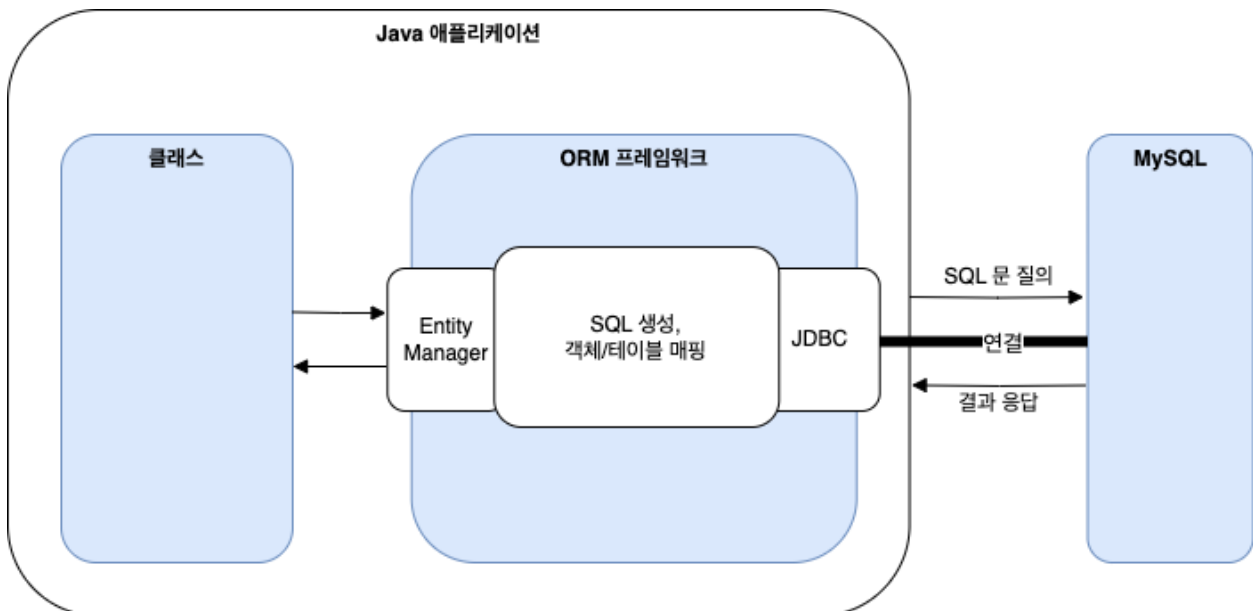 Java 애플리케이션
클래스
ORM 프레임워크
MySQL
Entity
Manager
SQL 생성,
객체/테이블 매핑
JDBC
SQL 문 질의
연결
결과 응답